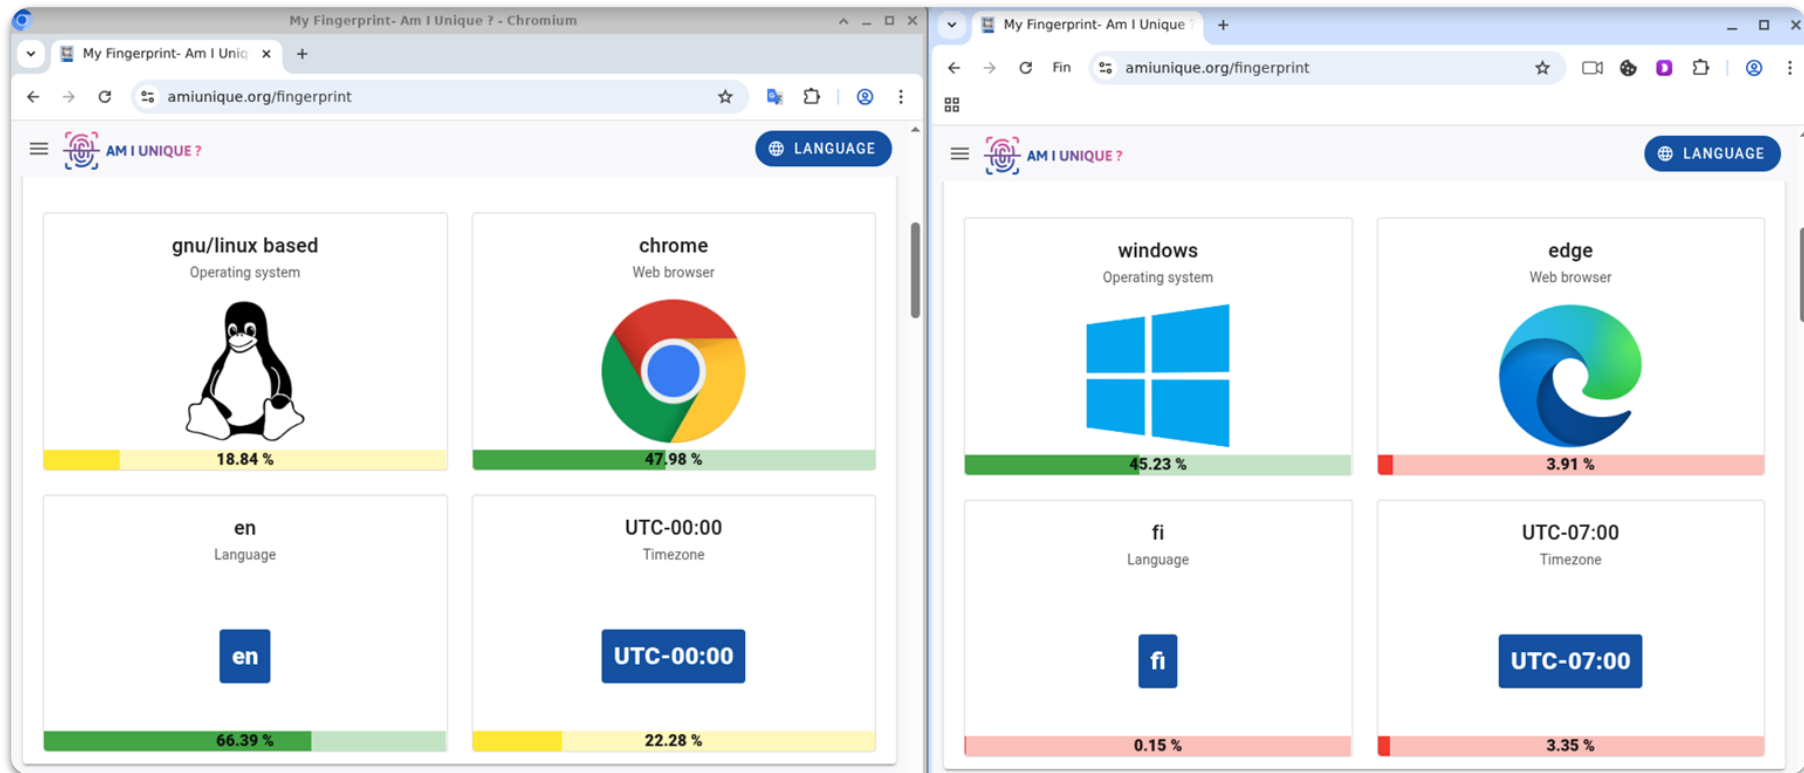 My Fingerprint- Am I Unique ? - Chromium
My Fingerprint- Am I Uniq
amiunique.org/fingerprint
AM I UNIQUE ?
LANGUAGE
gnu/linux based
Operating system
18.84 %
chrome
Web browser
47.98 %
en
Language
en
66.39 %
UTC-00:00
Timezone
UTC-00:00
22.28 %
My Fingerprint- Am I Unique ?
Fin
amiunique.org/fingerprint
AM I UNIQUE ?
LANGUAGE
windows
Operating system
45.23 %
edge
Web browser
3.91 %
fi
Language
fi
0.15 %
UTC-07:00
Timezone
UTC-07:00
3.35 %